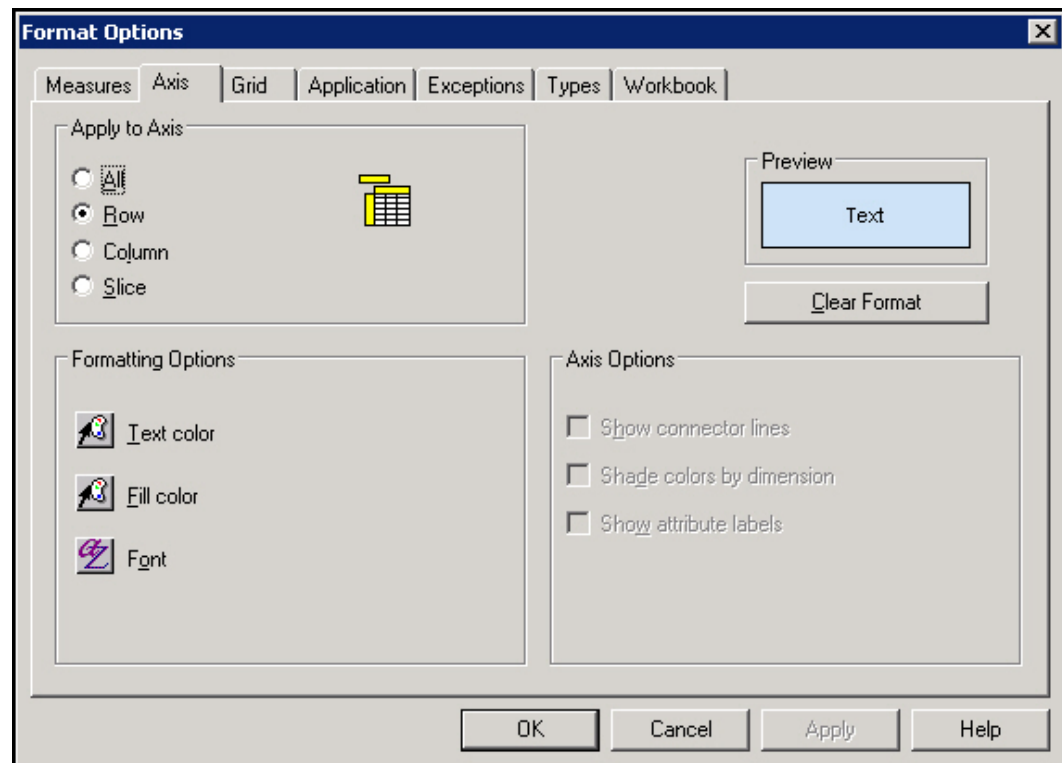 Format Options
Measures Axis Grid Application Exceptions Types Workbook
Apply to Axis
All
Row
Column
Slice
Preview
Text
Clear Format
Formatting Options
Text color
Fill color
Font
Axis Options
Show connector lines
Shade colors by dimension
Show attribute labels
OK Cancel Apply Help